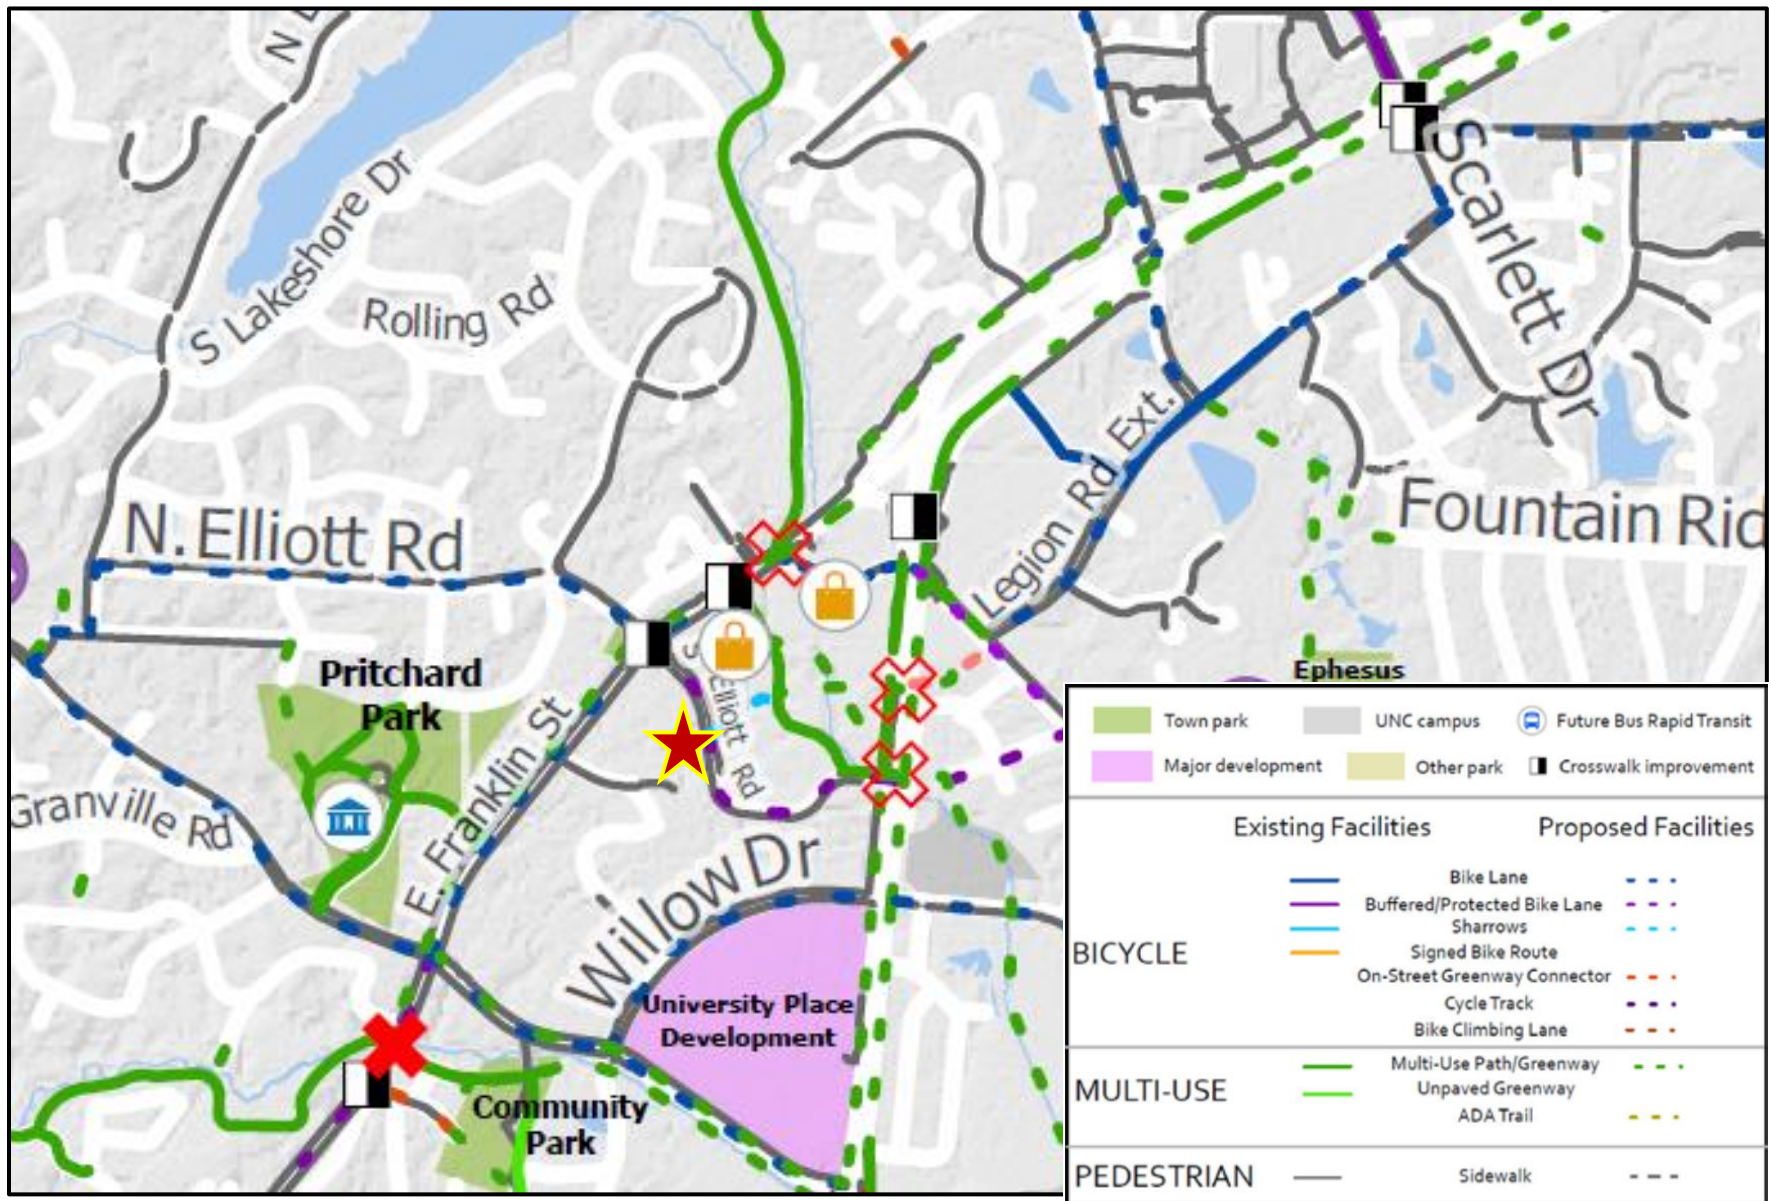 N L
S Lakeshore Dr
Rolling Rd
Scarlett Dr
N. Elliott Rd
Legion Rd Ext.
Fountain Rid
Pritchard
Park
S Elliott Rd
Ephesus
Granville Rd
E. Franklin St
Willow Dr
University Place
Development
Community
Park
Town park
UNC campus
Future Bus Rapid Transit
Major development
Other park
Crosswalk improvement
Existing Facilities Proposed Facilities
BICYCLE
Bike Lane
Buffered/Protected Bike Lane
Sharrows
Signed Bike Route
On-Street Greenway Connector
Cycle Track
Bike Climbing Lane
MULTI-USE
Multi-Use Path/Greenway
Unpaved Greenway
ADA Trail
PEDESTRIAN
Sidewalk